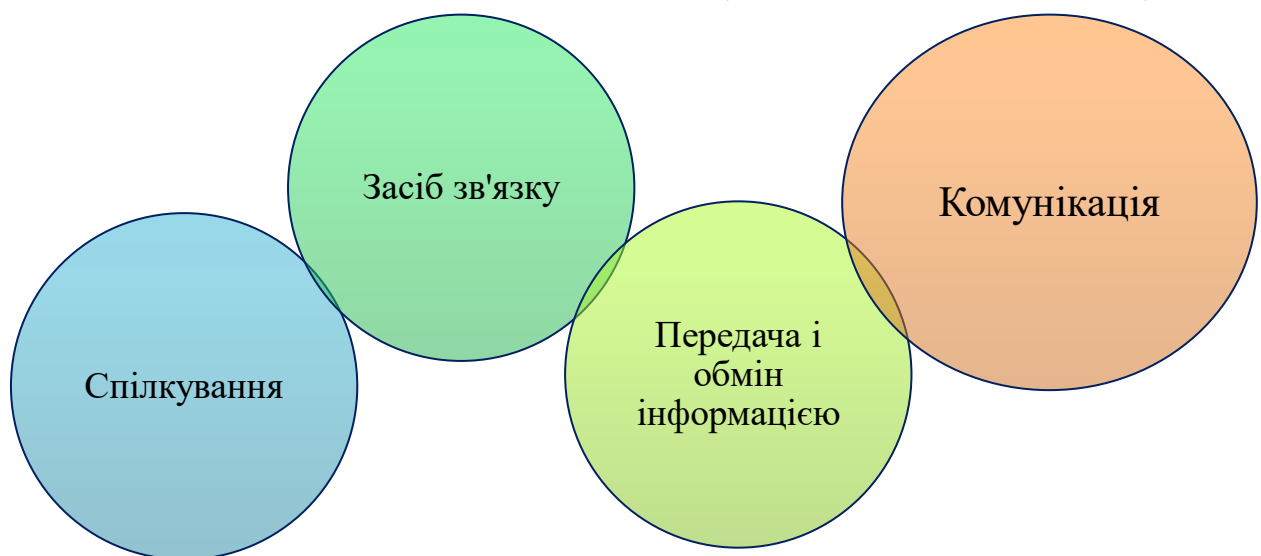 Спілкування
Засіб зв'язку
Передача і
обмін
інформацією
Комунікація